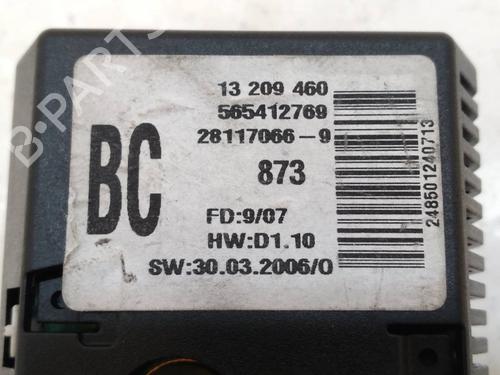 13 209 460
565412769
28117066-9
BC
873
FD:9/07
HW:D1.10
SW:30.03.2006/0
248501240713
B-PARTS